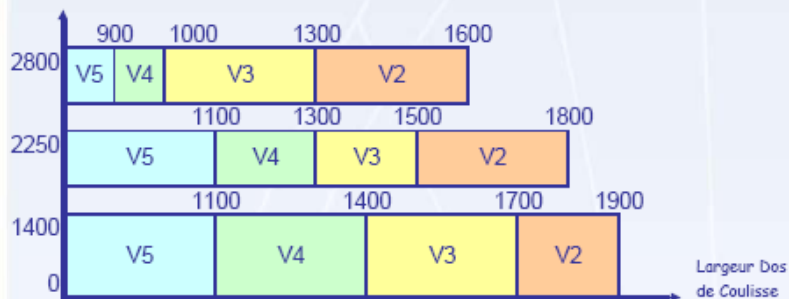 900 1000 1300 1600
2800 V5 V4 V3 V2
1100 1300 1500 1800
2250 V5 V4 V3 V2
1100 1400 1700 1900
1400 V5 V4 V3 V2
0
Largeur Dos
de Coulisse